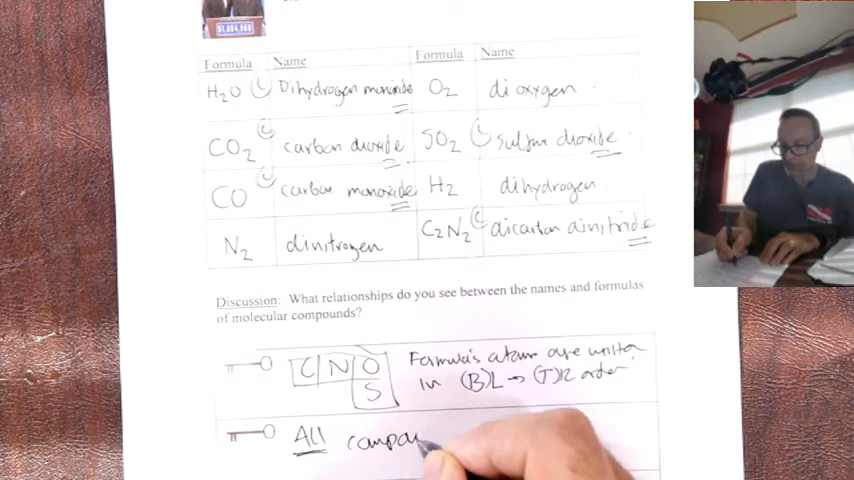 $1,004,960
Formula Name Formula Name
H2O Dihydrogen monoxide O2 dioxygen
CO2 carbon dioxide SO2 sulfur dioxide
CO carbon monoxide H2 dihydrogen
N2 dinitrogen C2N2 dicarbon dinitride
Discussion: What relationships do you see between the names and formulas
of molecular compounds?
C N O Formula's atoms are written
S in (B)L → (T)R order.
All compou